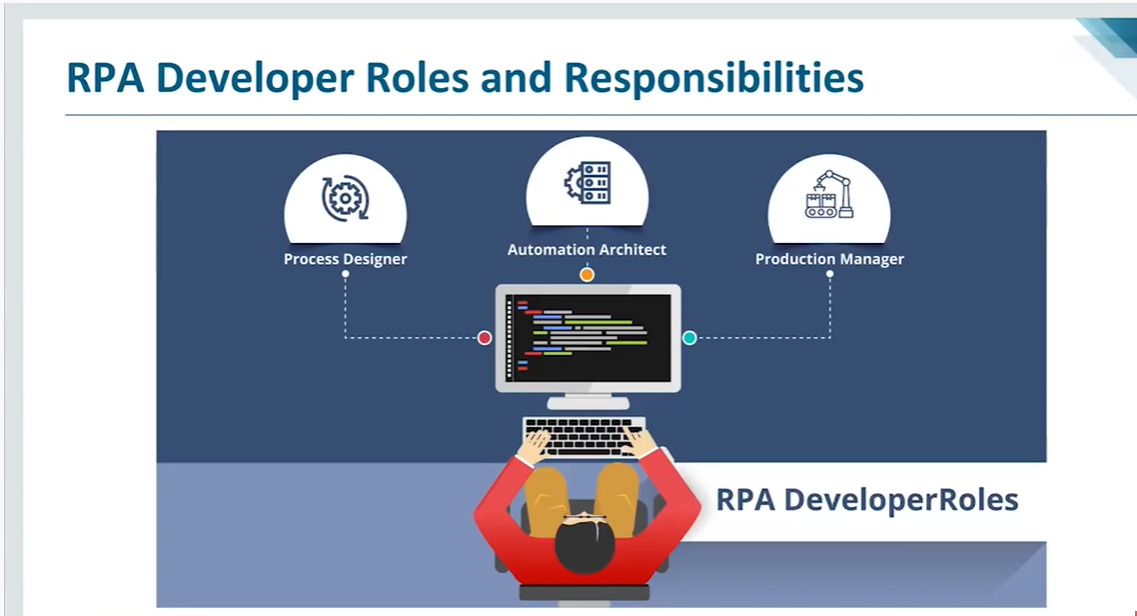 RPA Developer Roles and Responsibilities
Process Designer
Automation Architect
Production Manager
RPA DeveloperRoles